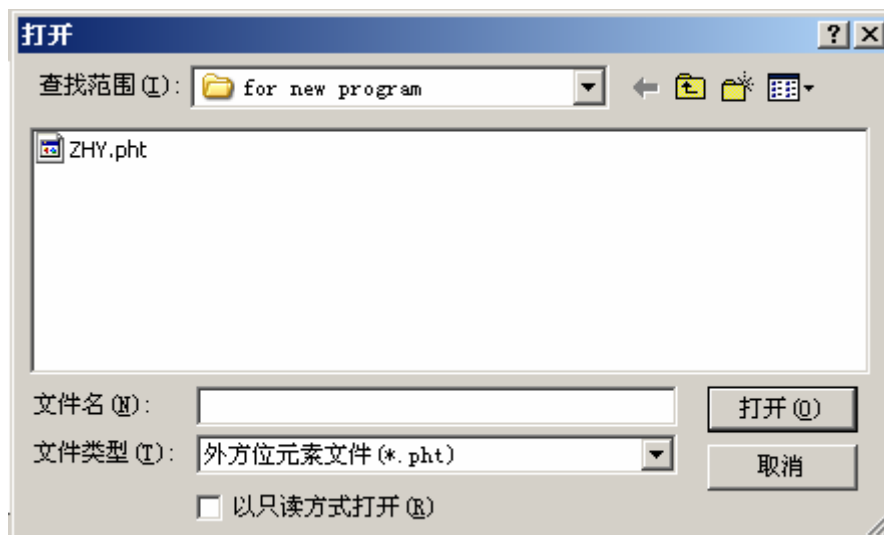 打开
查找范围(I): for new program
ZHY.pht
文件名(N):
打开(O)
文件类型(T): 外方位元素文件(*.pht)
取消
以只读方式打开(R)